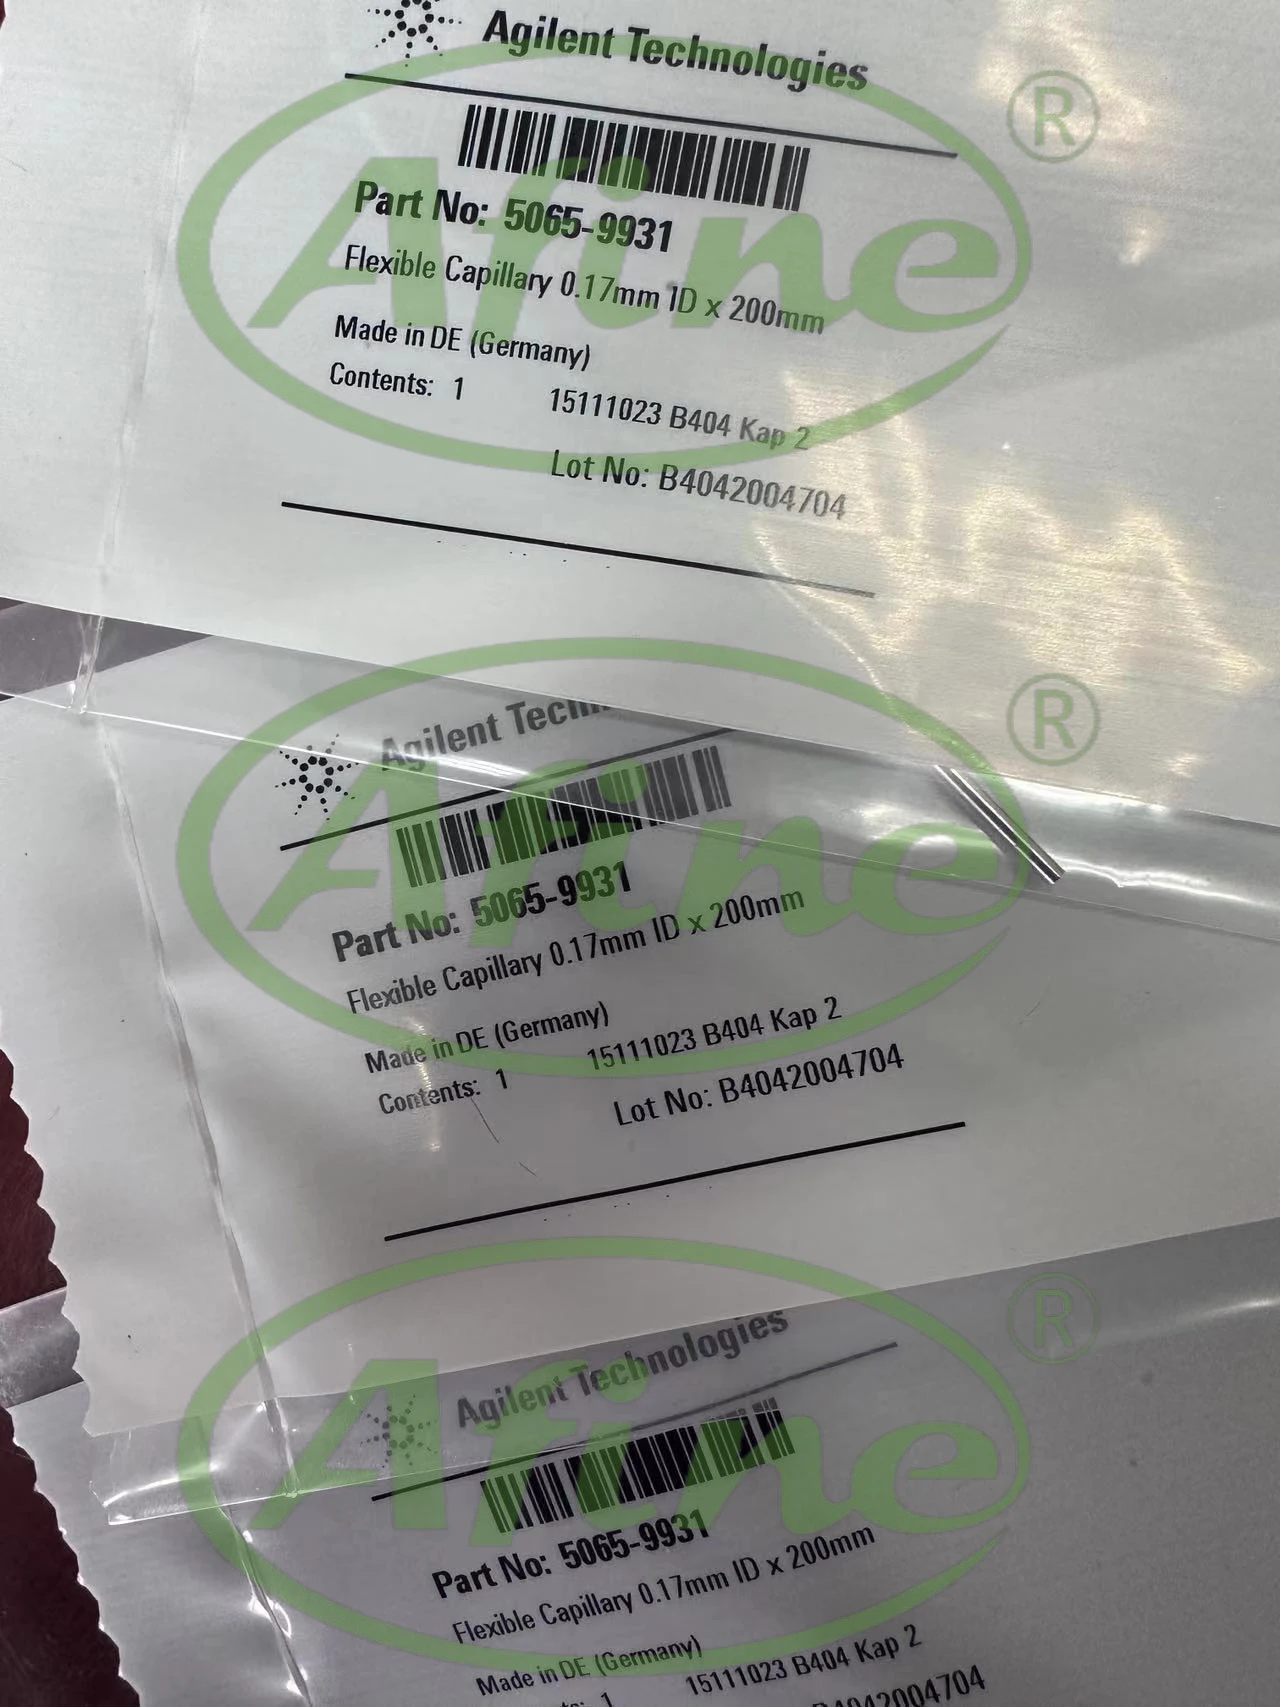 Agilent Technologies
Part No: 5065-9931
Flexible Capillary 0.17mm ID x 200mm
Made in DE (Germany)
Contents: 1 15111023 B404 Kap 2
Lot No: B4042004704
Afine ®
Agilent
Part No: 5065-9931
Flexible Capillary 0.17mm ID x 200mm
Made in DE (Germany)
Contents: 1 15111023 B404 Kap 2
Lot No: B4042004704
Afine ®
Agilent Technologies
Part No: 5065-9931
Flexible Capillary 0.17mm ID x 200mm
Made in DE (Germany)
1 15111023 B404 Kap 2
Afine ®